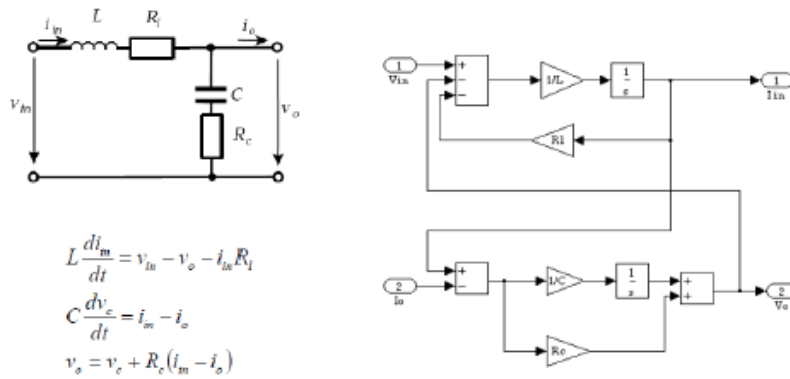 i_in L R_l i_o
C
v_in v_o
R_c
L di_in/dt = v_in − v_o − i_in R_l
C dv_c/dt = i_in − i_o
v_o = v_c + R_c(i_in − i_o)
1
Vin
+
−
−
1/L
1/s
1
Iin
Rl
2
Io
+
−
1/C
1/s
+
+
2
Vo
Rc